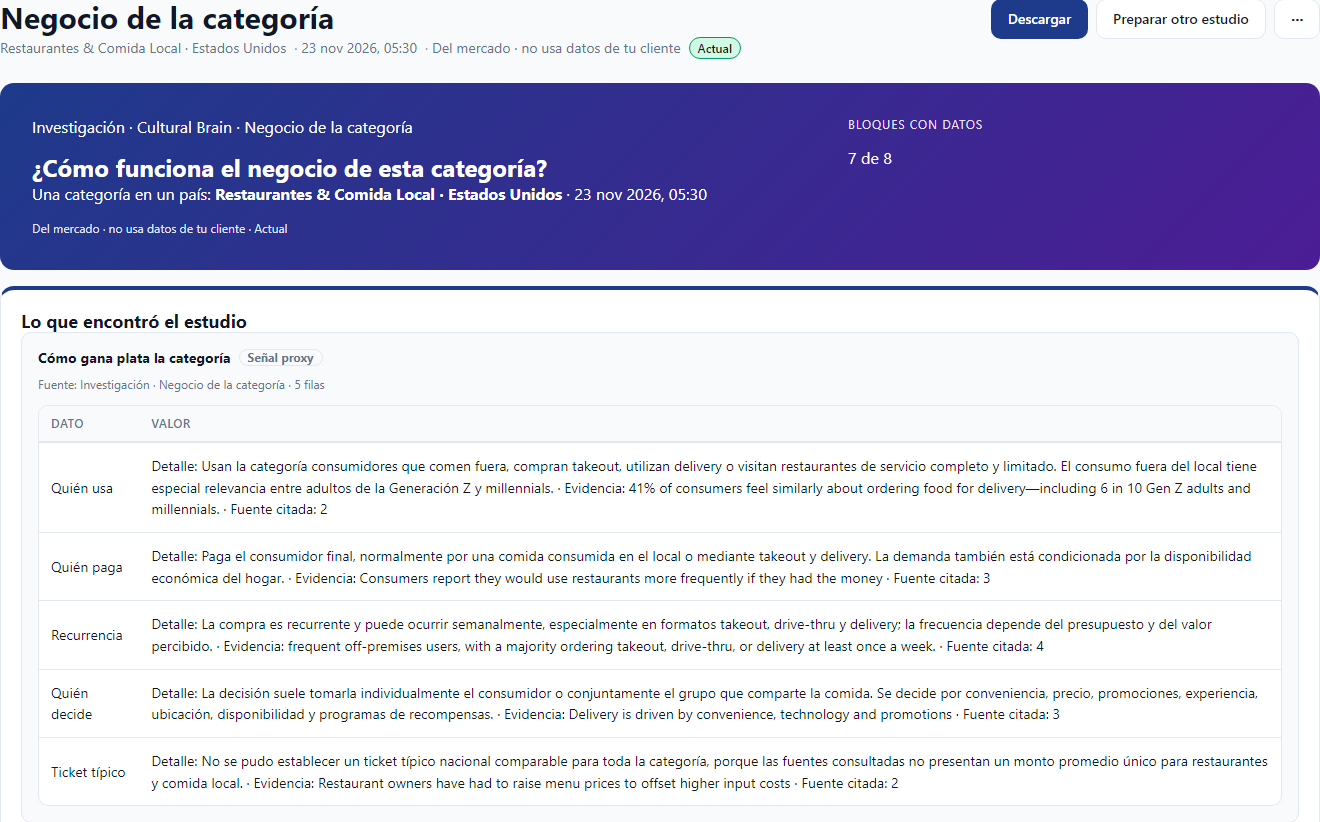 Negocio de la categoría
Descargar
Preparar otro estudio
...
Restaurantes & Comida Local · Estados Unidos · 23 nov 2026, 05:30 · Del mercado · no usa datos de tu cliente
Actual
Investigación · Cultural Brain · Negocio de la categoría
¿Cómo funciona el negocio de esta categoría?
Una categoría en un país: Restaurantes & Comida Local · Estados Unidos · 23 nov 2026, 05:30
Del mercado · no usa datos de tu cliente · Actual
BLOQUES CON DATOS
7 de 8
Lo que encontró el estudio
Cómo gana plata la categoría
Señal proxy
Fuente: Investigación · Negocio de la categoría · 5 filas
DATO
VALOR
Quién usa
Detalle: Usan la categoría consumidores que comen fuera, compran takeout, utilizan delivery o visitan restaurantes de servicio completo y limitado. El consumo fuera del local tiene
especial relevancia entre adultos de la Generación Z y millennials. · Evidencia: 41% of consumers feel similarly about ordering food for delivery—including 6 in 10 Gen Z adults and
millennials. · Fuente citada: 2
Quién paga
Detalle: Paga el consumidor final, normalmente por una comida consumida en el local o mediante takeout y delivery. La demanda también está condicionada por la disponibilidad
económica del hogar. · Evidencia: Consumers report they would use restaurants more frequently if they had the money · Fuente citada: 3
Recurrencia
Detalle: La compra es recurrente y puede ocurrir semanalmente, especialmente en formatos takeout, drive-thru y delivery; la frecuencia depende del presupuesto y del valor
percibido. · Evidencia: frequent off-premises users, with a majority ordering takeout, drive-thru, or delivery at least once a week. · Fuente citada: 4
Quién
decide
Detalle: La decisión suele tomarla individualmente el consumidor o conjuntamente el grupo que comparte la comida. Se decide por conveniencia, precio, promociones, experiencia,
ubicación, disponibilidad y programas de recompensas. · Evidencia: Delivery is driven by convenience, technology and promotions · Fuente citada: 3
Ticket típico
Detalle: No se pudo establecer un ticket típico nacional comparable para toda la categoría, porque las fuentes consultadas no presentan un monto promedio único para restaurantes
y comida local. · Evidencia: Restaurant owners have had to raise menu prices to offset higher input costs · Fuente citada: 2